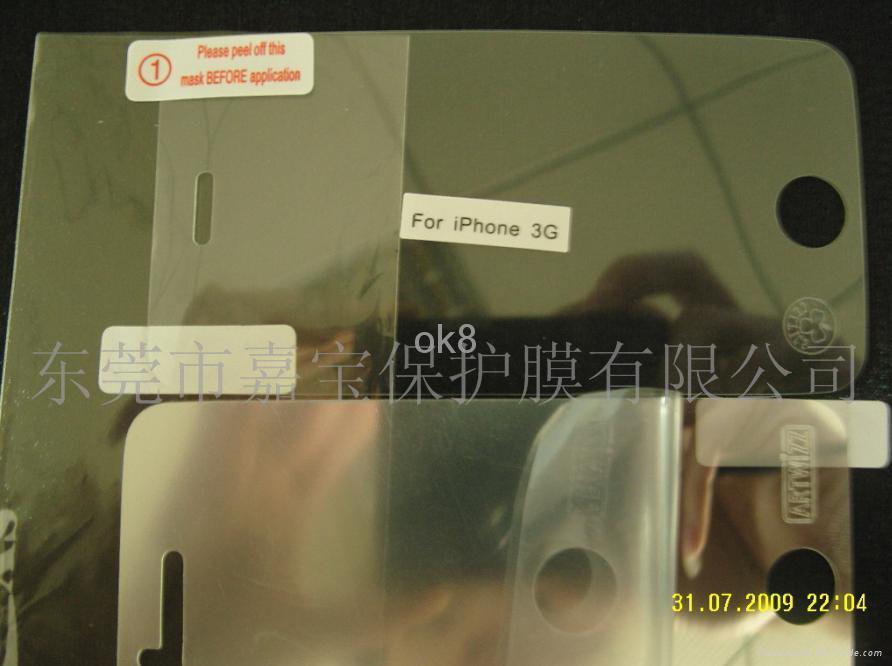 1
Please peel off this
mask BEFORE application
For iPhone 3G
ok8
东莞市嘉宝保护膜有限公司
ARTWIZZ
31.07.2009 22:04